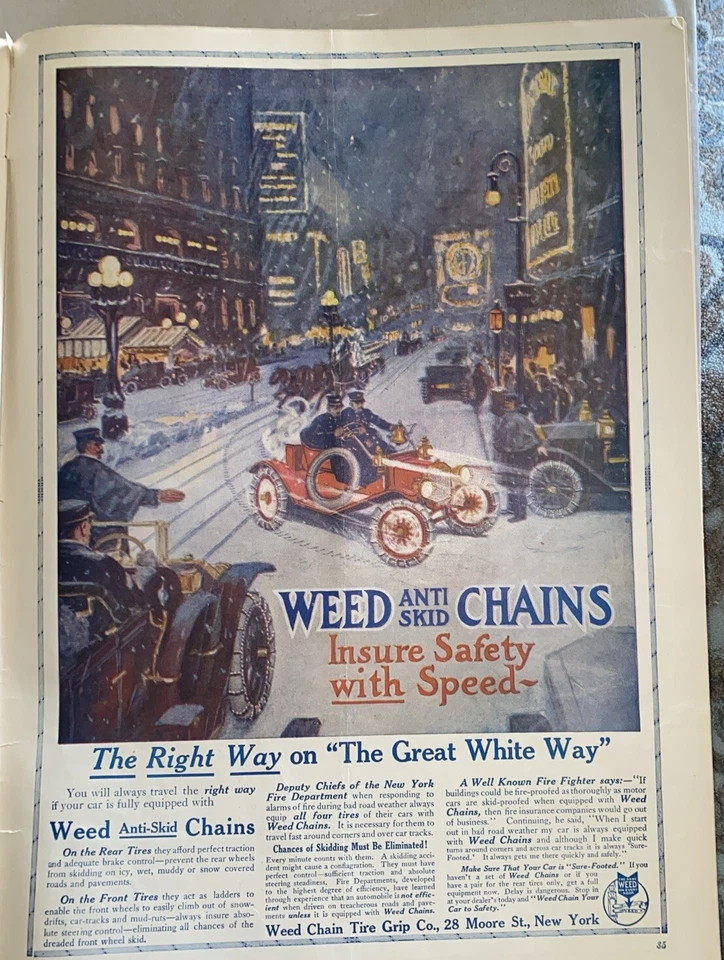 WEED ANTI SKID CHAINS
Insure Safety
with Speed~
The Right Way on "The Great White Way"
You will always travel the right way
if your car is fully equipped with
Weed Anti-Skid Chains
On the Rear Tires they afford perfect traction
and adequate brake control—prevent the rear wheels
from skidding on icy, wet, muddy or snow covered
roads and pavements.
On the Front Tires they act as ladders to
enable the front wheels to easily climb out of snow-
drifts, car-tracks and mud-ruts—always insure abso-
lute steering control—eliminating all chances of the
dreaded front wheel skid.
Deputy Chiefs of the New York
Fire Department when responding to
alarms of fire during bad road weather always
equip all four tires of their cars with
Weed Chains. It is necessary for them to
travel fast around corners and over car tracks.
Chances of Skidding Must Be Eliminated!
Every minute counts with them. A skidding acci-
dent might cause a conflagration. They must have
perfect control—sufficient traction and absolute
steering steadiness. Fire Departments, developed
to the highest degree of efficiency, have learned
through experience that an automobile is not effic-
ient when driven on treacherous roads and pave-
ments unless it is equipped with Weed Chains.
A Well Known Fire Fighter says:—"If
buildings could be fire-proofed as thoroughly as motor
cars are skid-proofed when equipped with Weed
Chains, then fire insurance companies would go out
of business." Continuing, he said, "When I start
out in bad road weather my car is always equipped
with Weed Chains and although I make quick
turns around corners and across car tracks it is always 'Sure-
Footed.' It always gets me there quickly and safely."
Make Sure That Your Car is "Sure-Footed." If you
haven't a set of Weed Chains or if you
have a pair for the rear tires only, get a full
equipment now. Delay is dangerous. Stop in
at your dealer's today and "Weed Chain Your
Car to Safety."
WEED
Weed Chain Tire Grip Co., 28 Moore St., New York
35